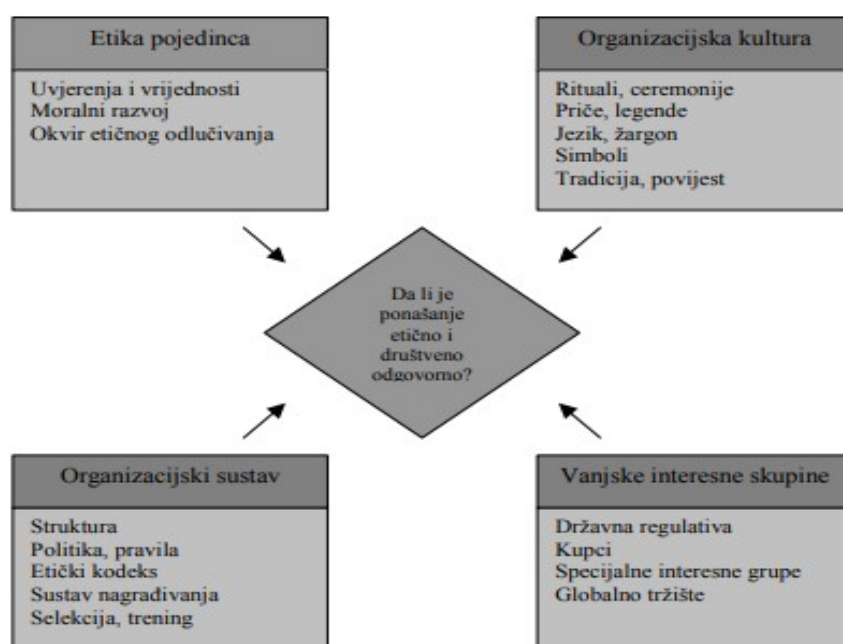 Etika pojedinca
Uvjerenja i vrijednosti
Moralni razvoj
Okvir etičnog odlučivanja
Organizacijska kultura
Rituali, ceremonije
Priče, legende
Jezik, žargon
Simboli
Tradicija, povijest
Da li je
ponašanje
etično i
društveno
odgovorno?
Organizacijski sustav
Struktura
Politika, pravila
Etički kodeks
Sustav nagrađivanja
Selekcija, trening
Vanjske interesne skupine
Državna regulativa
Kupci
Specijalne interesne grupe
Globalno tržište